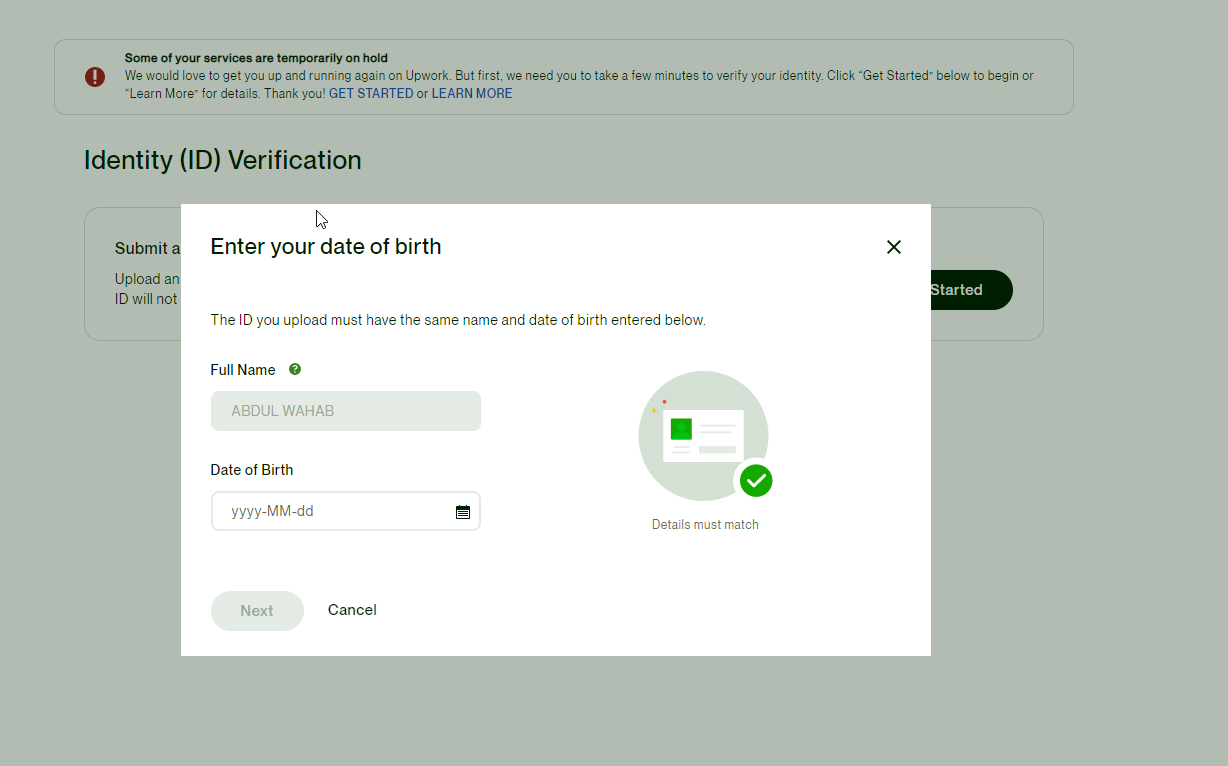 Some of your services are temporarily on hold
We would love to get you up and running again on Upwork. But first, we need you to take a few minutes to verify your identity. Click “Get Started” below to begin or
“Learn More” for details. Thank you! GET STARTED or LEARN MORE
Identity (ID) Verification
Submit a
Upload an
ID will not
Started
Enter your date of birth
The ID you upload must have the same name and date of birth entered below.
Full Name ?
ABDUL WAHAB
Date of Birth
yyyy-MM-dd
Details must match
Next Cancel